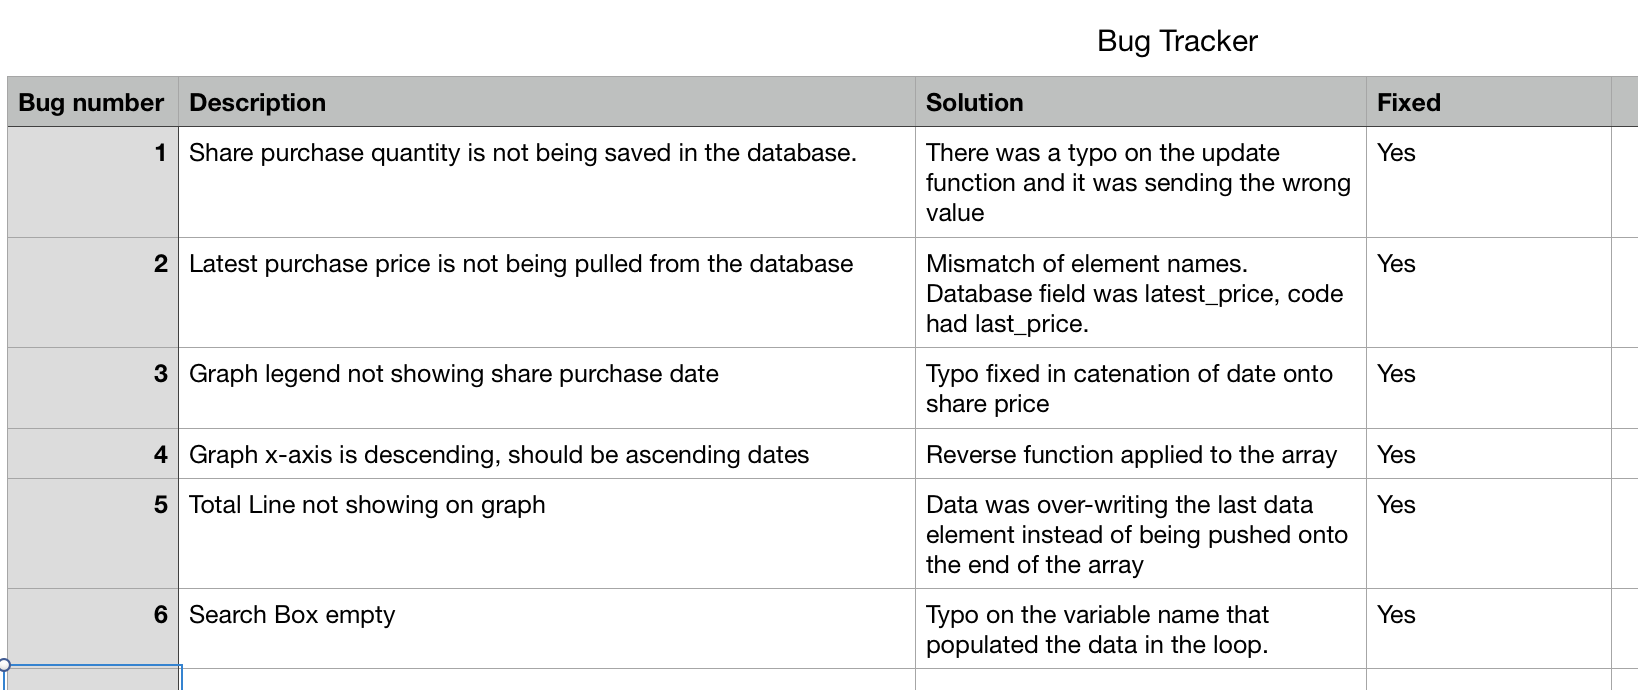 Bug Tracker
Bug number Description Solution Fixed
1 Share purchase quantity is not being saved in the database. There was a typo on the update Yes
function and it was sending the wrong
value
2 Latest purchase price is not being pulled from the database Mismatch of element names. Yes
Database field was latest_price, code
had last_price.
3 Graph legend not showing share purchase date Typo fixed in catenation of date onto Yes
share price
4 Graph x-axis is descending, should be ascending dates Reverse function applied to the array Yes
5 Total Line not showing on graph Data was over-writing the last data Yes
element instead of being pushed onto
the end of the array
6 Search Box empty Typo on the variable name that Yes
populated the data in the loop.